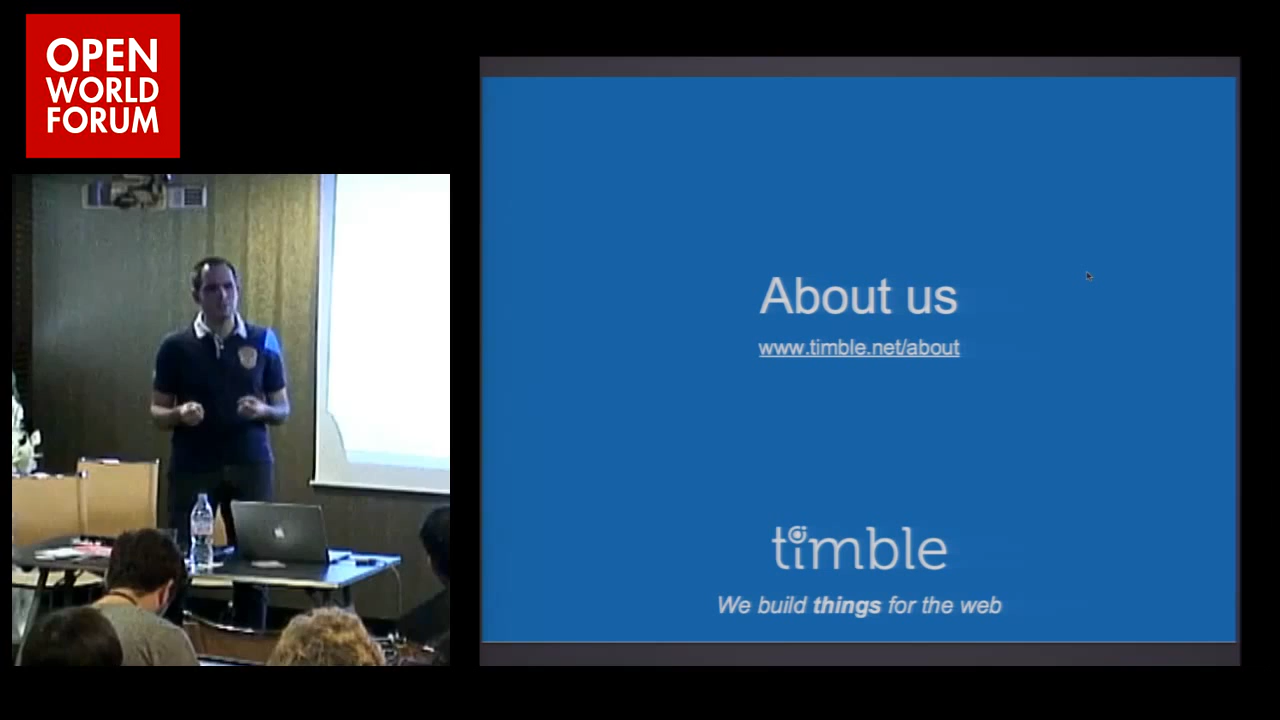 OPEN
WORLD
FORUM
About us
www.timble.net/about
timble
We build things for the web